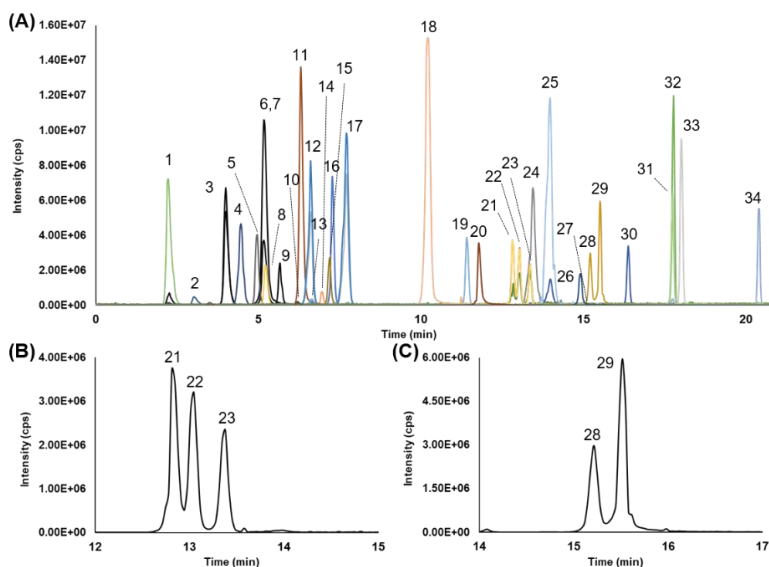 (A)
Intensity (cps)
1.60E+07
1.40E+07
1.20E+07
1.00E+07
8.00E+06
6.00E+06
4.00E+06
2.00E+06
0.00E+00
0 5 10 15 20
Time (min)
1 2 3 4 5 6,7 8 9 10 11 12 13 14 15 16 17 18 19 20 21 22 23 24 25 26 27 28 29 30 31 32 33 34
(B)
Intensity (cps)
4.00E+06
3.00E+06
2.00E+06
1.00E+06
0.00E+00
12 13 14 15
Time (min)
21 22 23
(C)
Intensity (cps)
6.00E+06
4.50E+06
3.00E+06
1.50E+06
0.00E+00
14 15 16 17
Time (min)
28 29